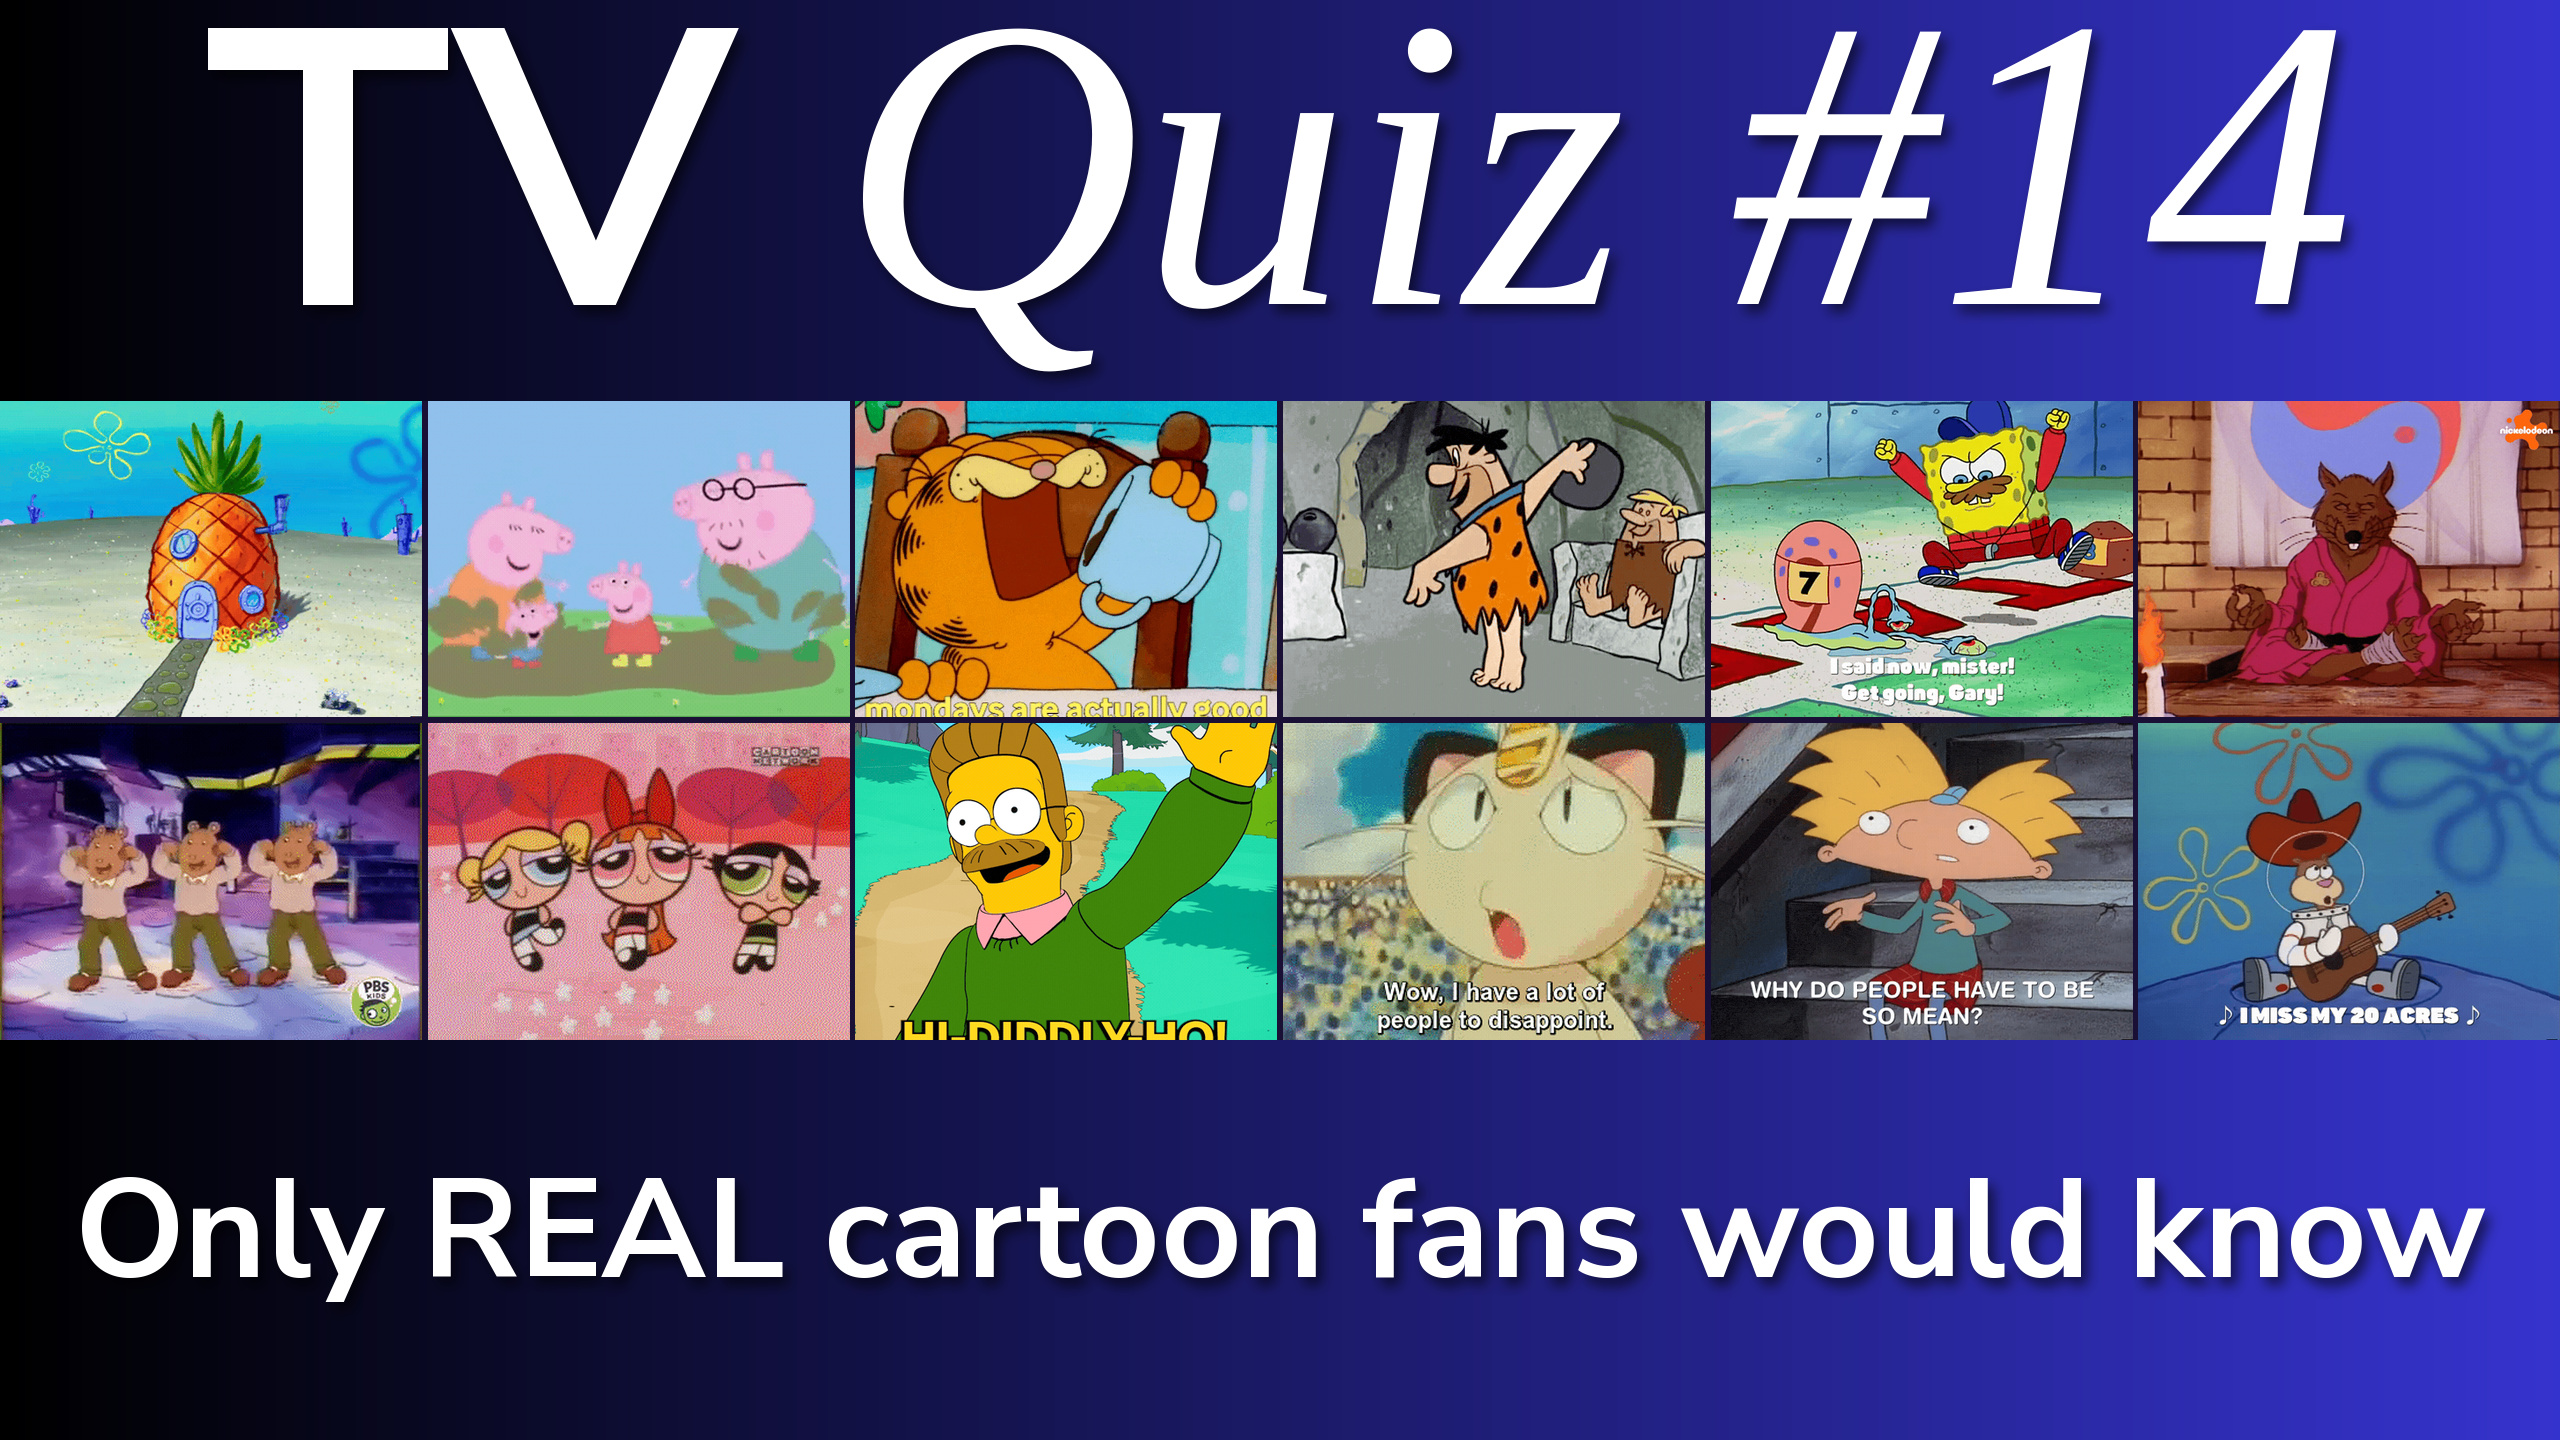 TV Quiz #14
mondays are actually good
7
I said now, mister!
Get going, Gary!
nickelodeon
PBS
KIDS
CARTOON
NETWORK
HI-DIDDLY-HO!
Wow, I have a lot of
people to disappoint.
WHY DO PEOPLE HAVE TO BE
SO MEAN?
♪ I MISS MY 20 ACRES ♪
Only REAL cartoon fans would know